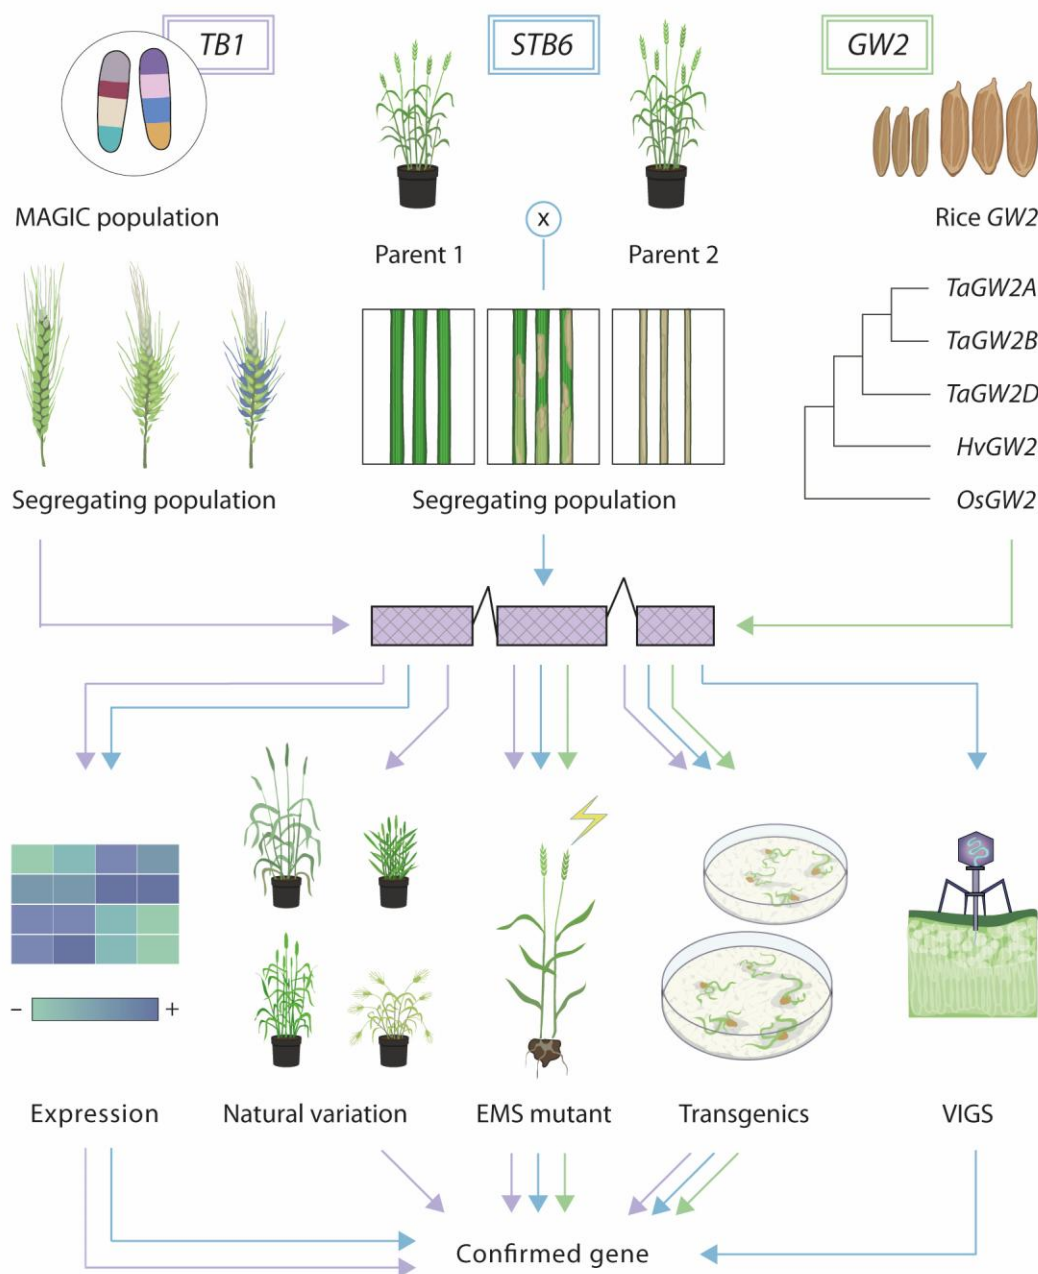 TB1
STB6
GW2
MAGIC population
Parent 1
x
Parent 2
Rice GW2
TaGW2A
TaGW2B
TaGW2D
HvGW2
OsGW2
Segregating population
Segregating population
– +
Expression
Natural variation
EMS mutant
Transgenics
VIGS
Confirmed gene